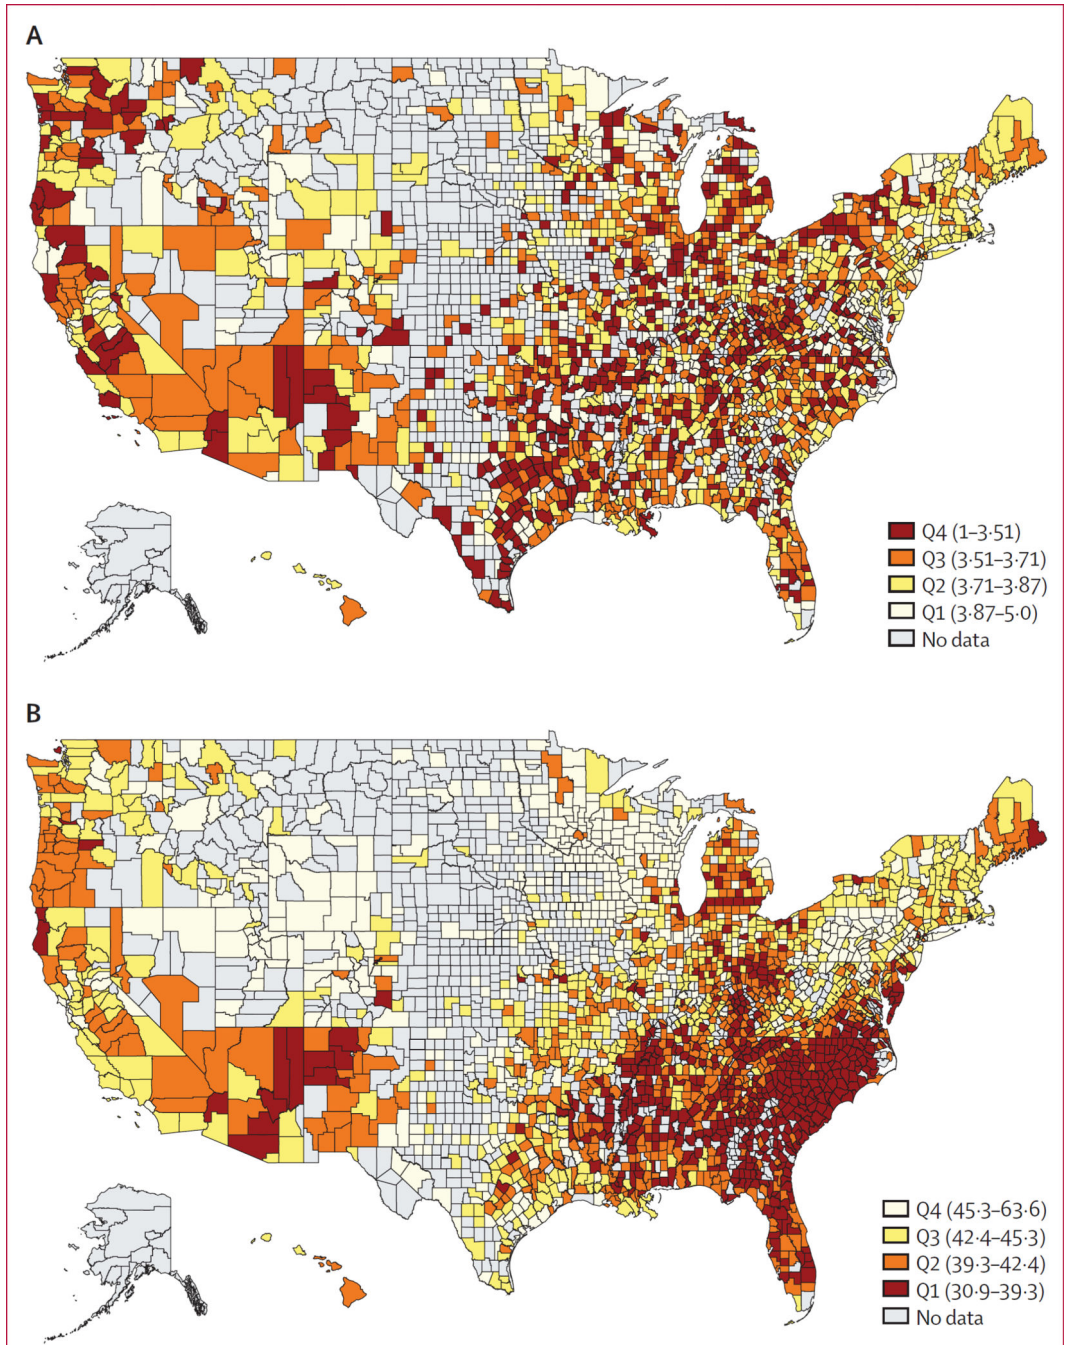 A
Q4 (1–3·51)
Q3 (3·51–3·71)
Q2 (3·71–3·87)
Q1 (3·87–5·0)
No data
B
Q4 (45·3–63·6)
Q3 (42·4–45·3)
Q2 (39·3–42·4)
Q1 (30·9–39·3)
No data